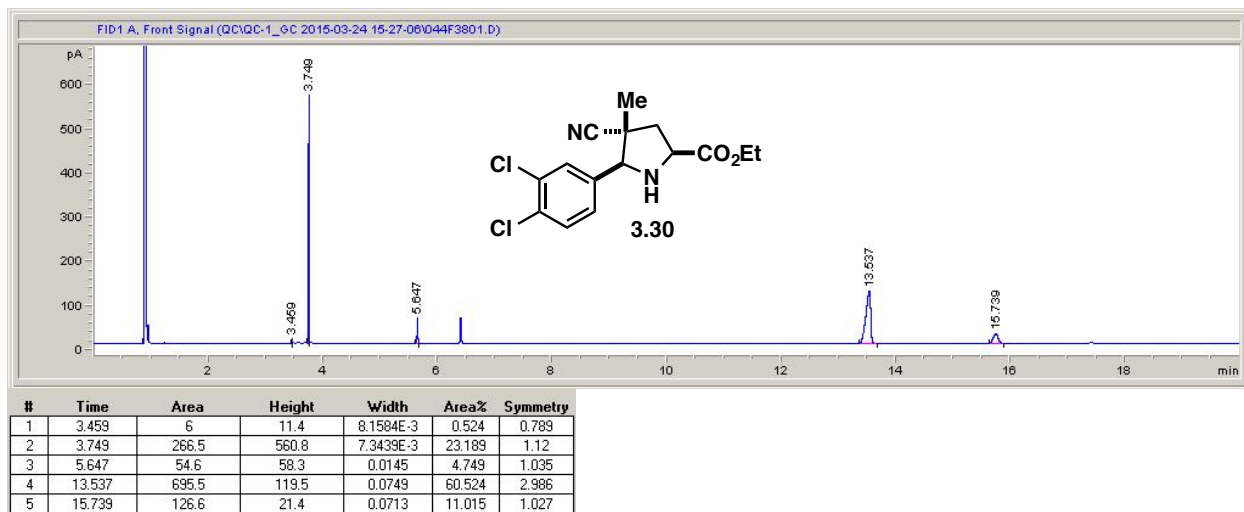 FID1 A, Front Signal (QC\QC-1_GC 2015-03-24 15-27-06\044F3801.D)
pA
600
500
400
300
200
100
0
3.459
3.749
5.647
13.537
15.739
Me
NC
CO2Et
N
H
Cl
Cl
3.30
2 4 6 8 10 12 14 16 18 min
# Time Area Height Width Area% Symmetry
1 3.459 6 11.4 8.1584E-3 0.524 0.789
2 3.749 266.5 560.8 7.3439E-3 23.189 1.12
3 5.647 54.6 58.3 0.0145 4.749 1.035
4 13.537 695.5 119.5 0.0749 60.524 2.986
5 15.739 126.6 21.4 0.0713 11.015 1.027